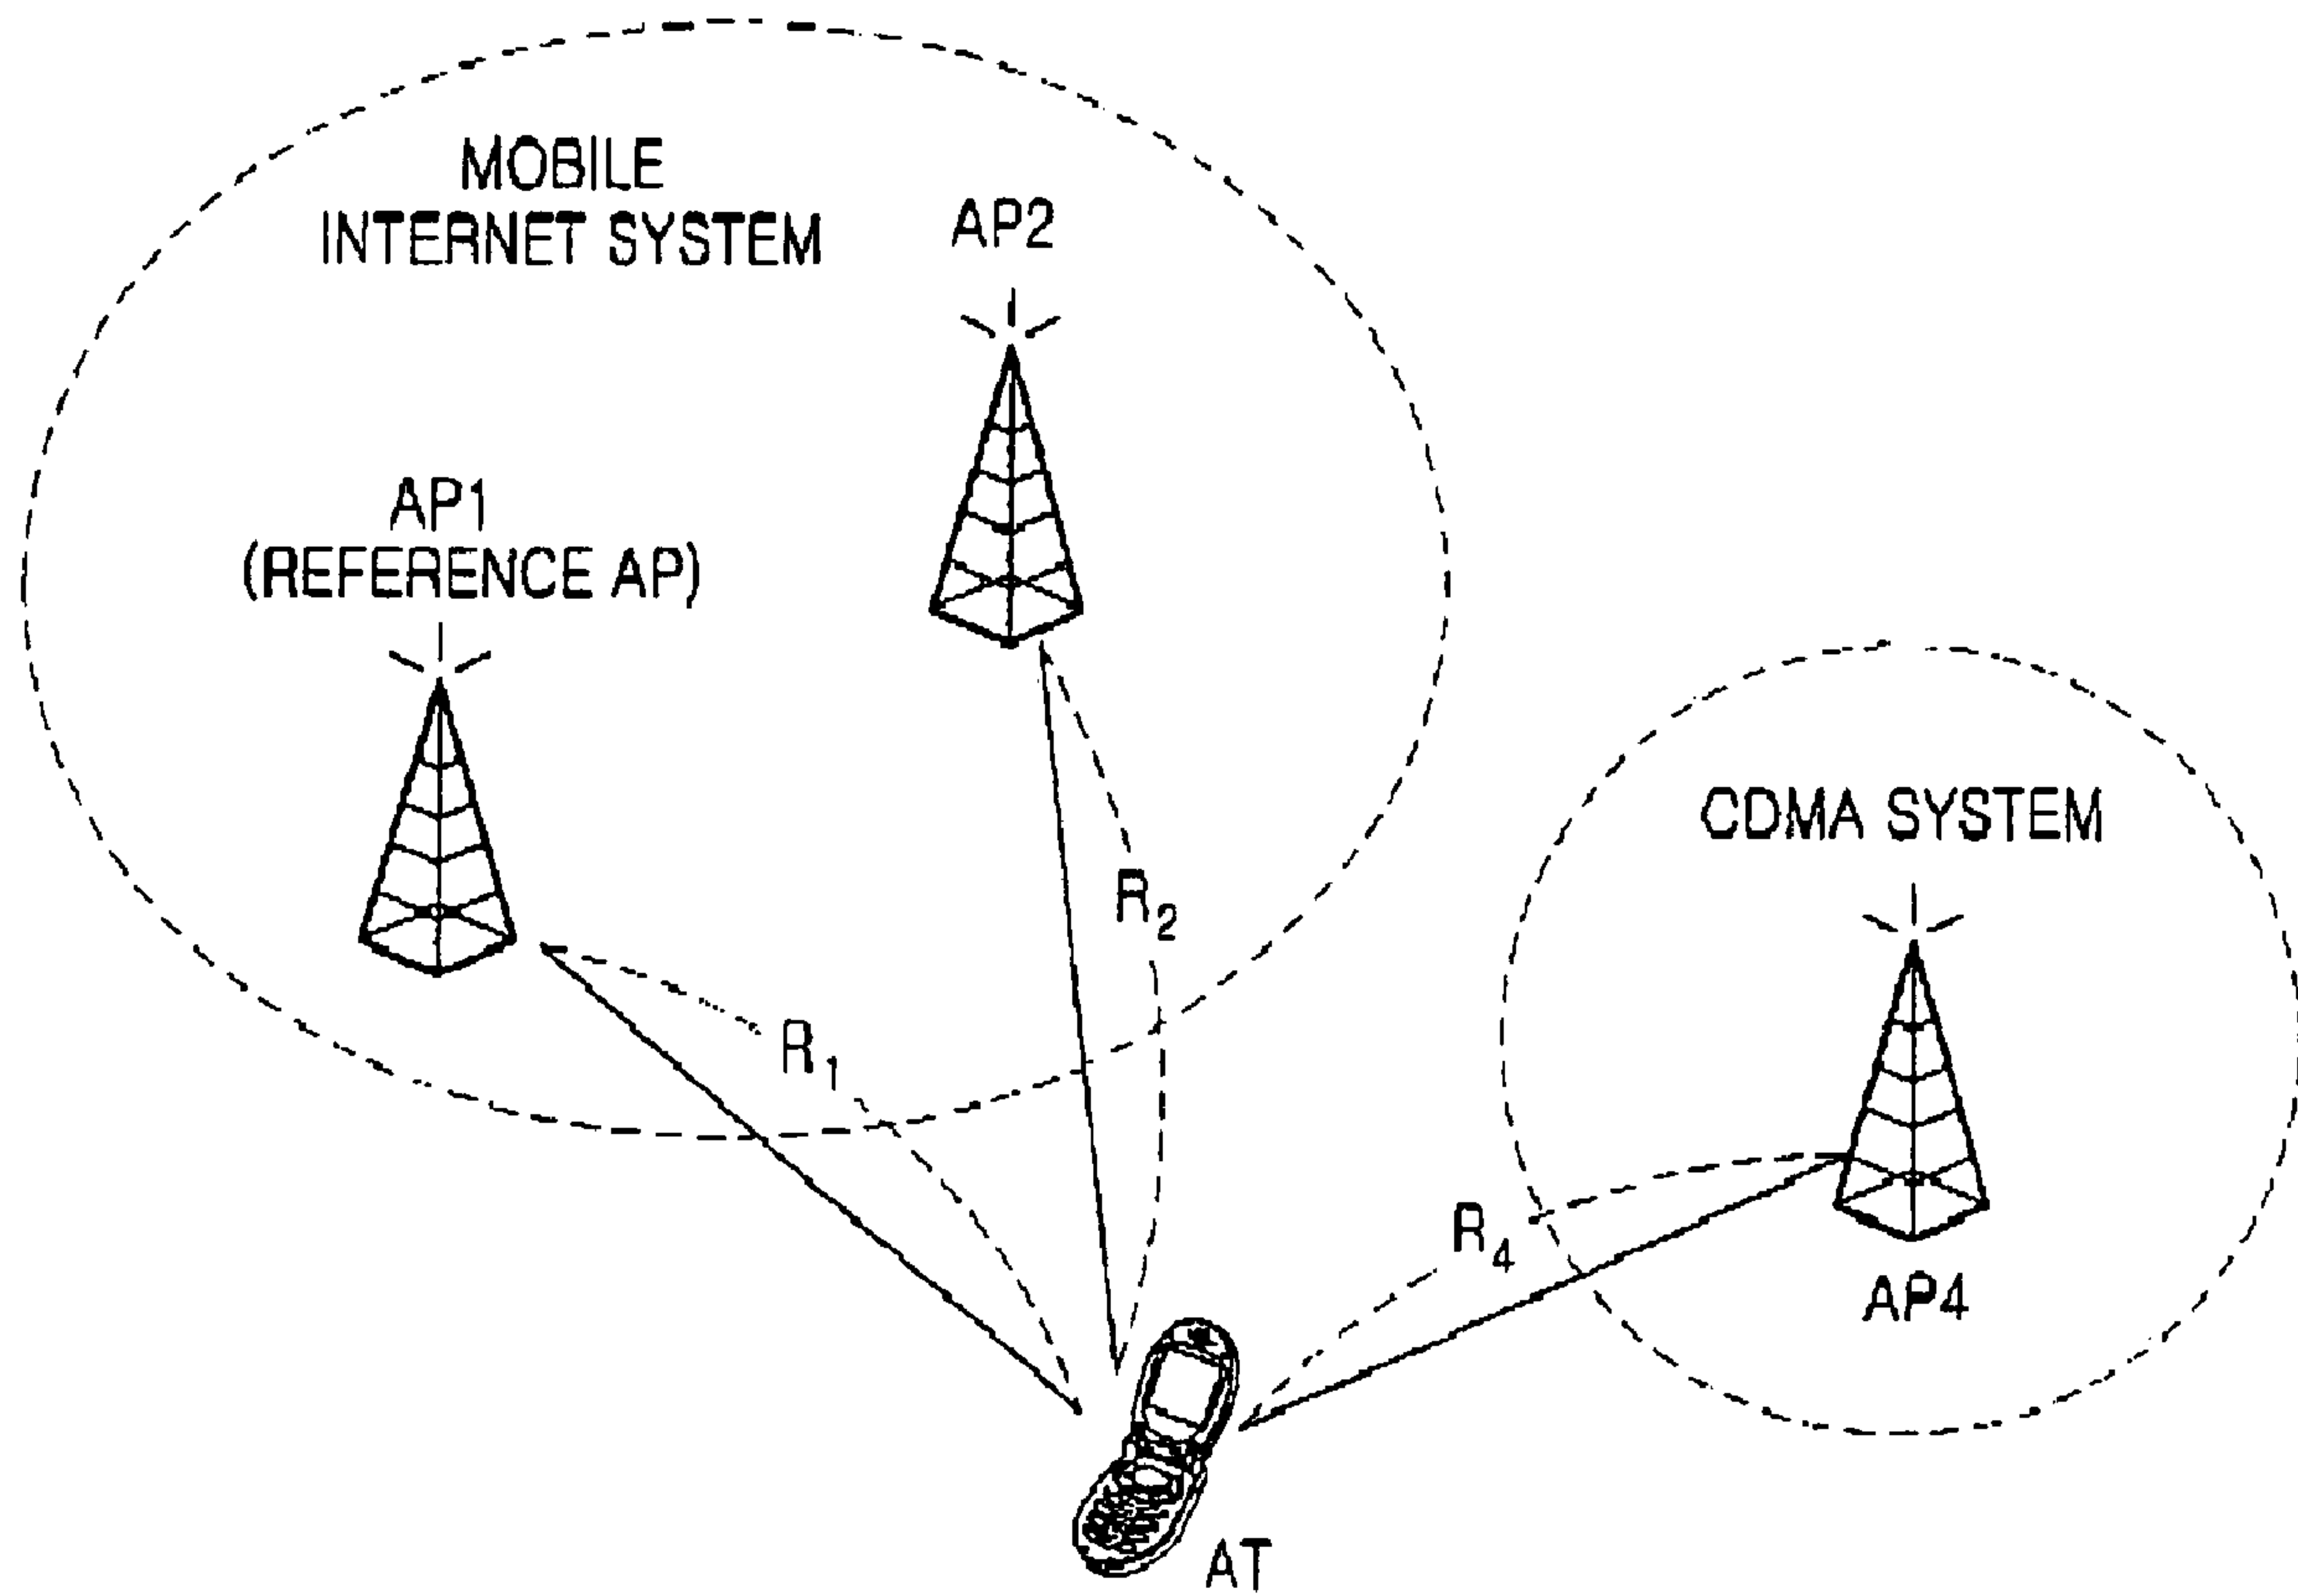 MOBILE
INTERNET SYSTEM
AP2
AP1
(REFERENCE AP)
CDMA SYSTEM
R2
R1
R4
AP4
AT